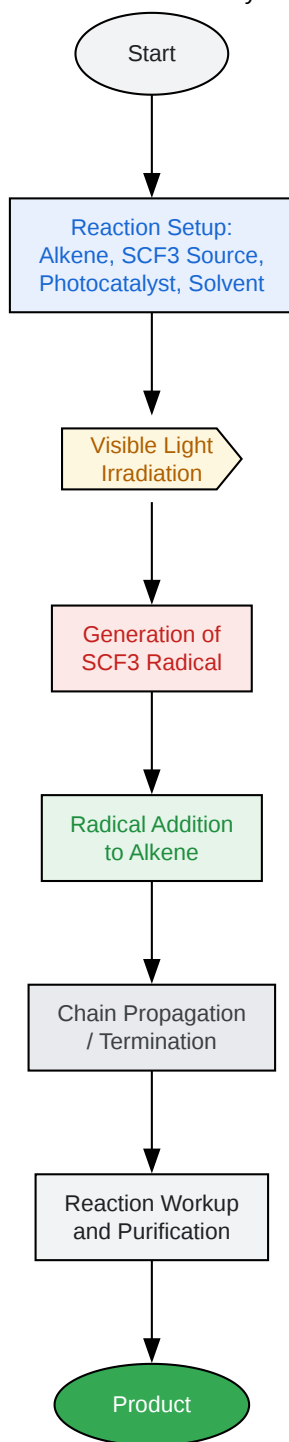 Start
Reaction Setup:
Alkene, SCF3 Source,
Photocatalyst, Solvent
Visible Light
Irradiation
Generation of
SCF3 Radical
Radical Addition
to Alkene
Chain Propagation
/ Termination
Reaction Workup
and Purification
Product